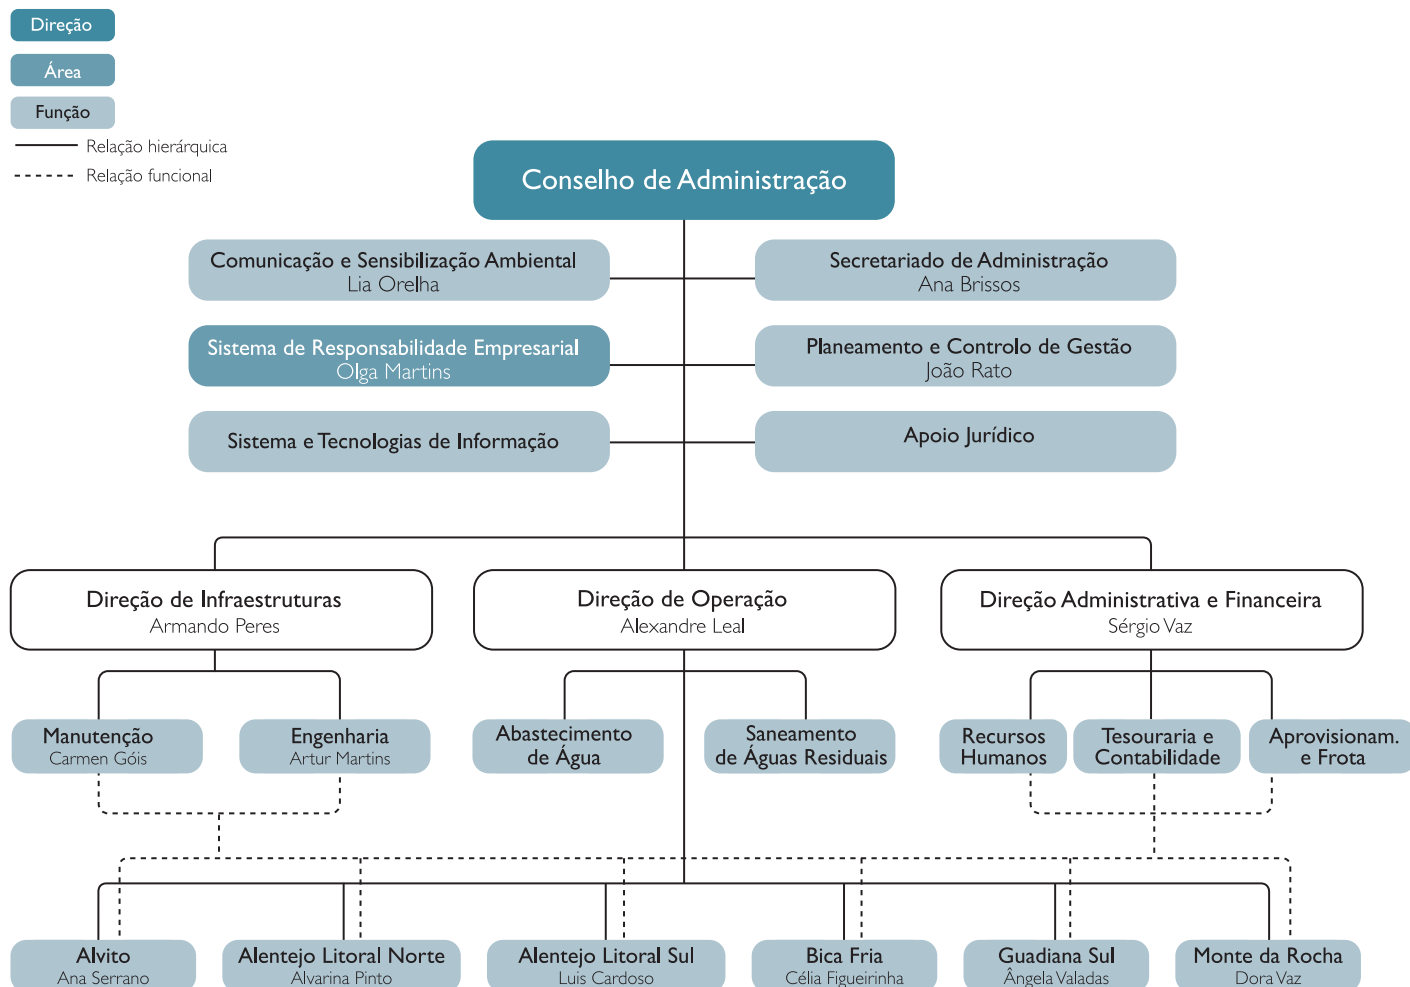 Direção
Área
Função
Relação hierárquica
Relação funcional
Conselho de Administração
Comunicação e Sensibilização Ambiental
Lia Orelha
Secretariado de Administração
Ana Brissos
Sistema de Responsabilidade Empresarial
Olga Martins
Planeamento e Controlo de Gestão
João Rato
Sistema e Tecnologias de Informação
Apoio Jurídico
Direção de Infraestruturas
Armando Peres
Direção de Operação
Alexandre Leal
Direção Administrativa e Financeira
Sérgio Vaz
Manutenção
Carmen Góis
Engenharia
Artur Martins
Abastecimento
de Água
Saneamento
de Águas Residuais
Recursos
Humanos
Tesouraria e
Contabilidade
Aprovisionam.
e Frota
Alvito
Ana Serrano
Alentejo Litoral Norte
Alvarina Pinto
Alentejo Litoral Sul
Luis Cardoso
Bica Fria
Célia Figueirinha
Guadiana Sul
Ângela Valadas
Monte da Rocha
Dora Vaz